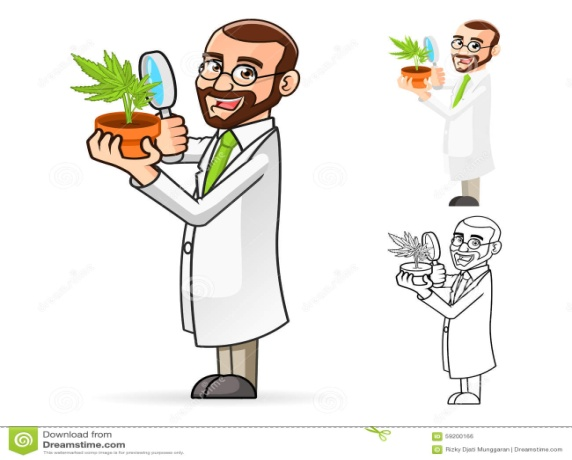 Download from
Dreamstime.com
This watermarked comp image is for previewing purposes only.
59200166
Rizky Djati Munggaran | Dreamstime.com